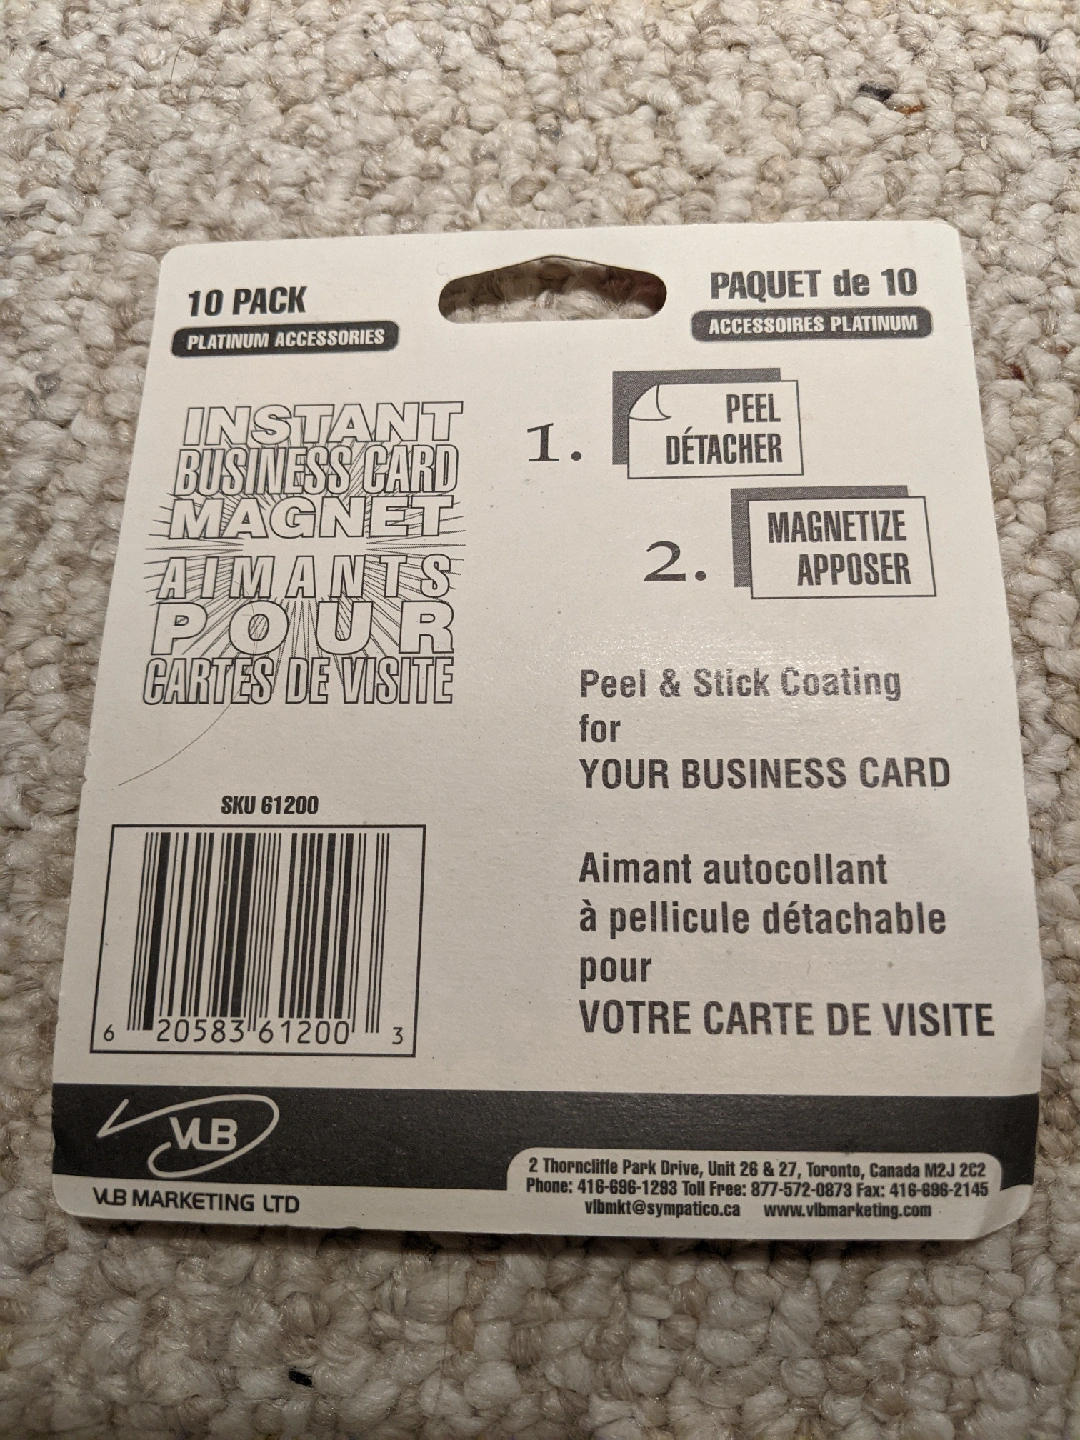 10 PACK
PLATINUM ACCESSORIES
PAQUET de 10
ACCESSOIRES PLATINUM
INSTANT
BUSINESS CARD
MAGNET
AIMANTS
POUR
CARTES DE VISITE
1.
PEEL
DÉTACHER
2.
MAGNETIZE
APPOSER
Peel & Stick Coating
for
YOUR BUSINESS CARD
Aimant autocollant
à pellicule détachable
pour
VOTRE CARTE DE VISITE
SKU 61200
6 20583 61200 3
VLB
VLB MARKETING LTD
2 Thorncliffe Park Drive, Unit 26 & 27, Toronto, Canada M2J 2C2
Phone: 416-696-1293 Toll Free: 877-572-0873 Fax: 416-696-2145
vlbmkt@sympatico.ca www.vlbmarketing.com